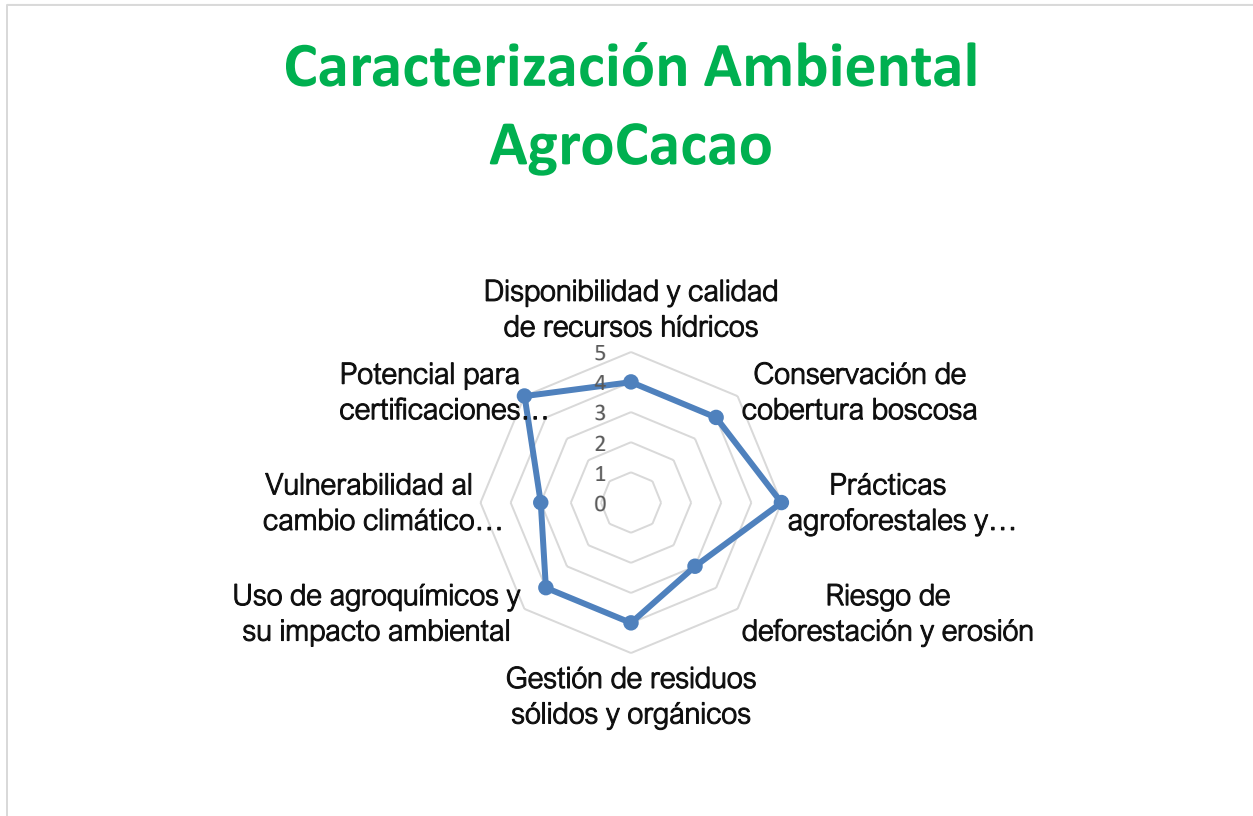 Caracterización Ambiental
AgroCacao
Disponibilidad y calidad
de recursos hídricos
Conservación de
cobertura boscosa
Prácticas
agroforestales y…
Riesgo de
deforestación y erosión
Gestión de residuos
sólidos y orgánicos
Uso de agroquímicos y
su impacto ambiental
Vulnerabilidad al
cambio climático…
Potencial para
certificaciones…
5
4
3
2
1
0